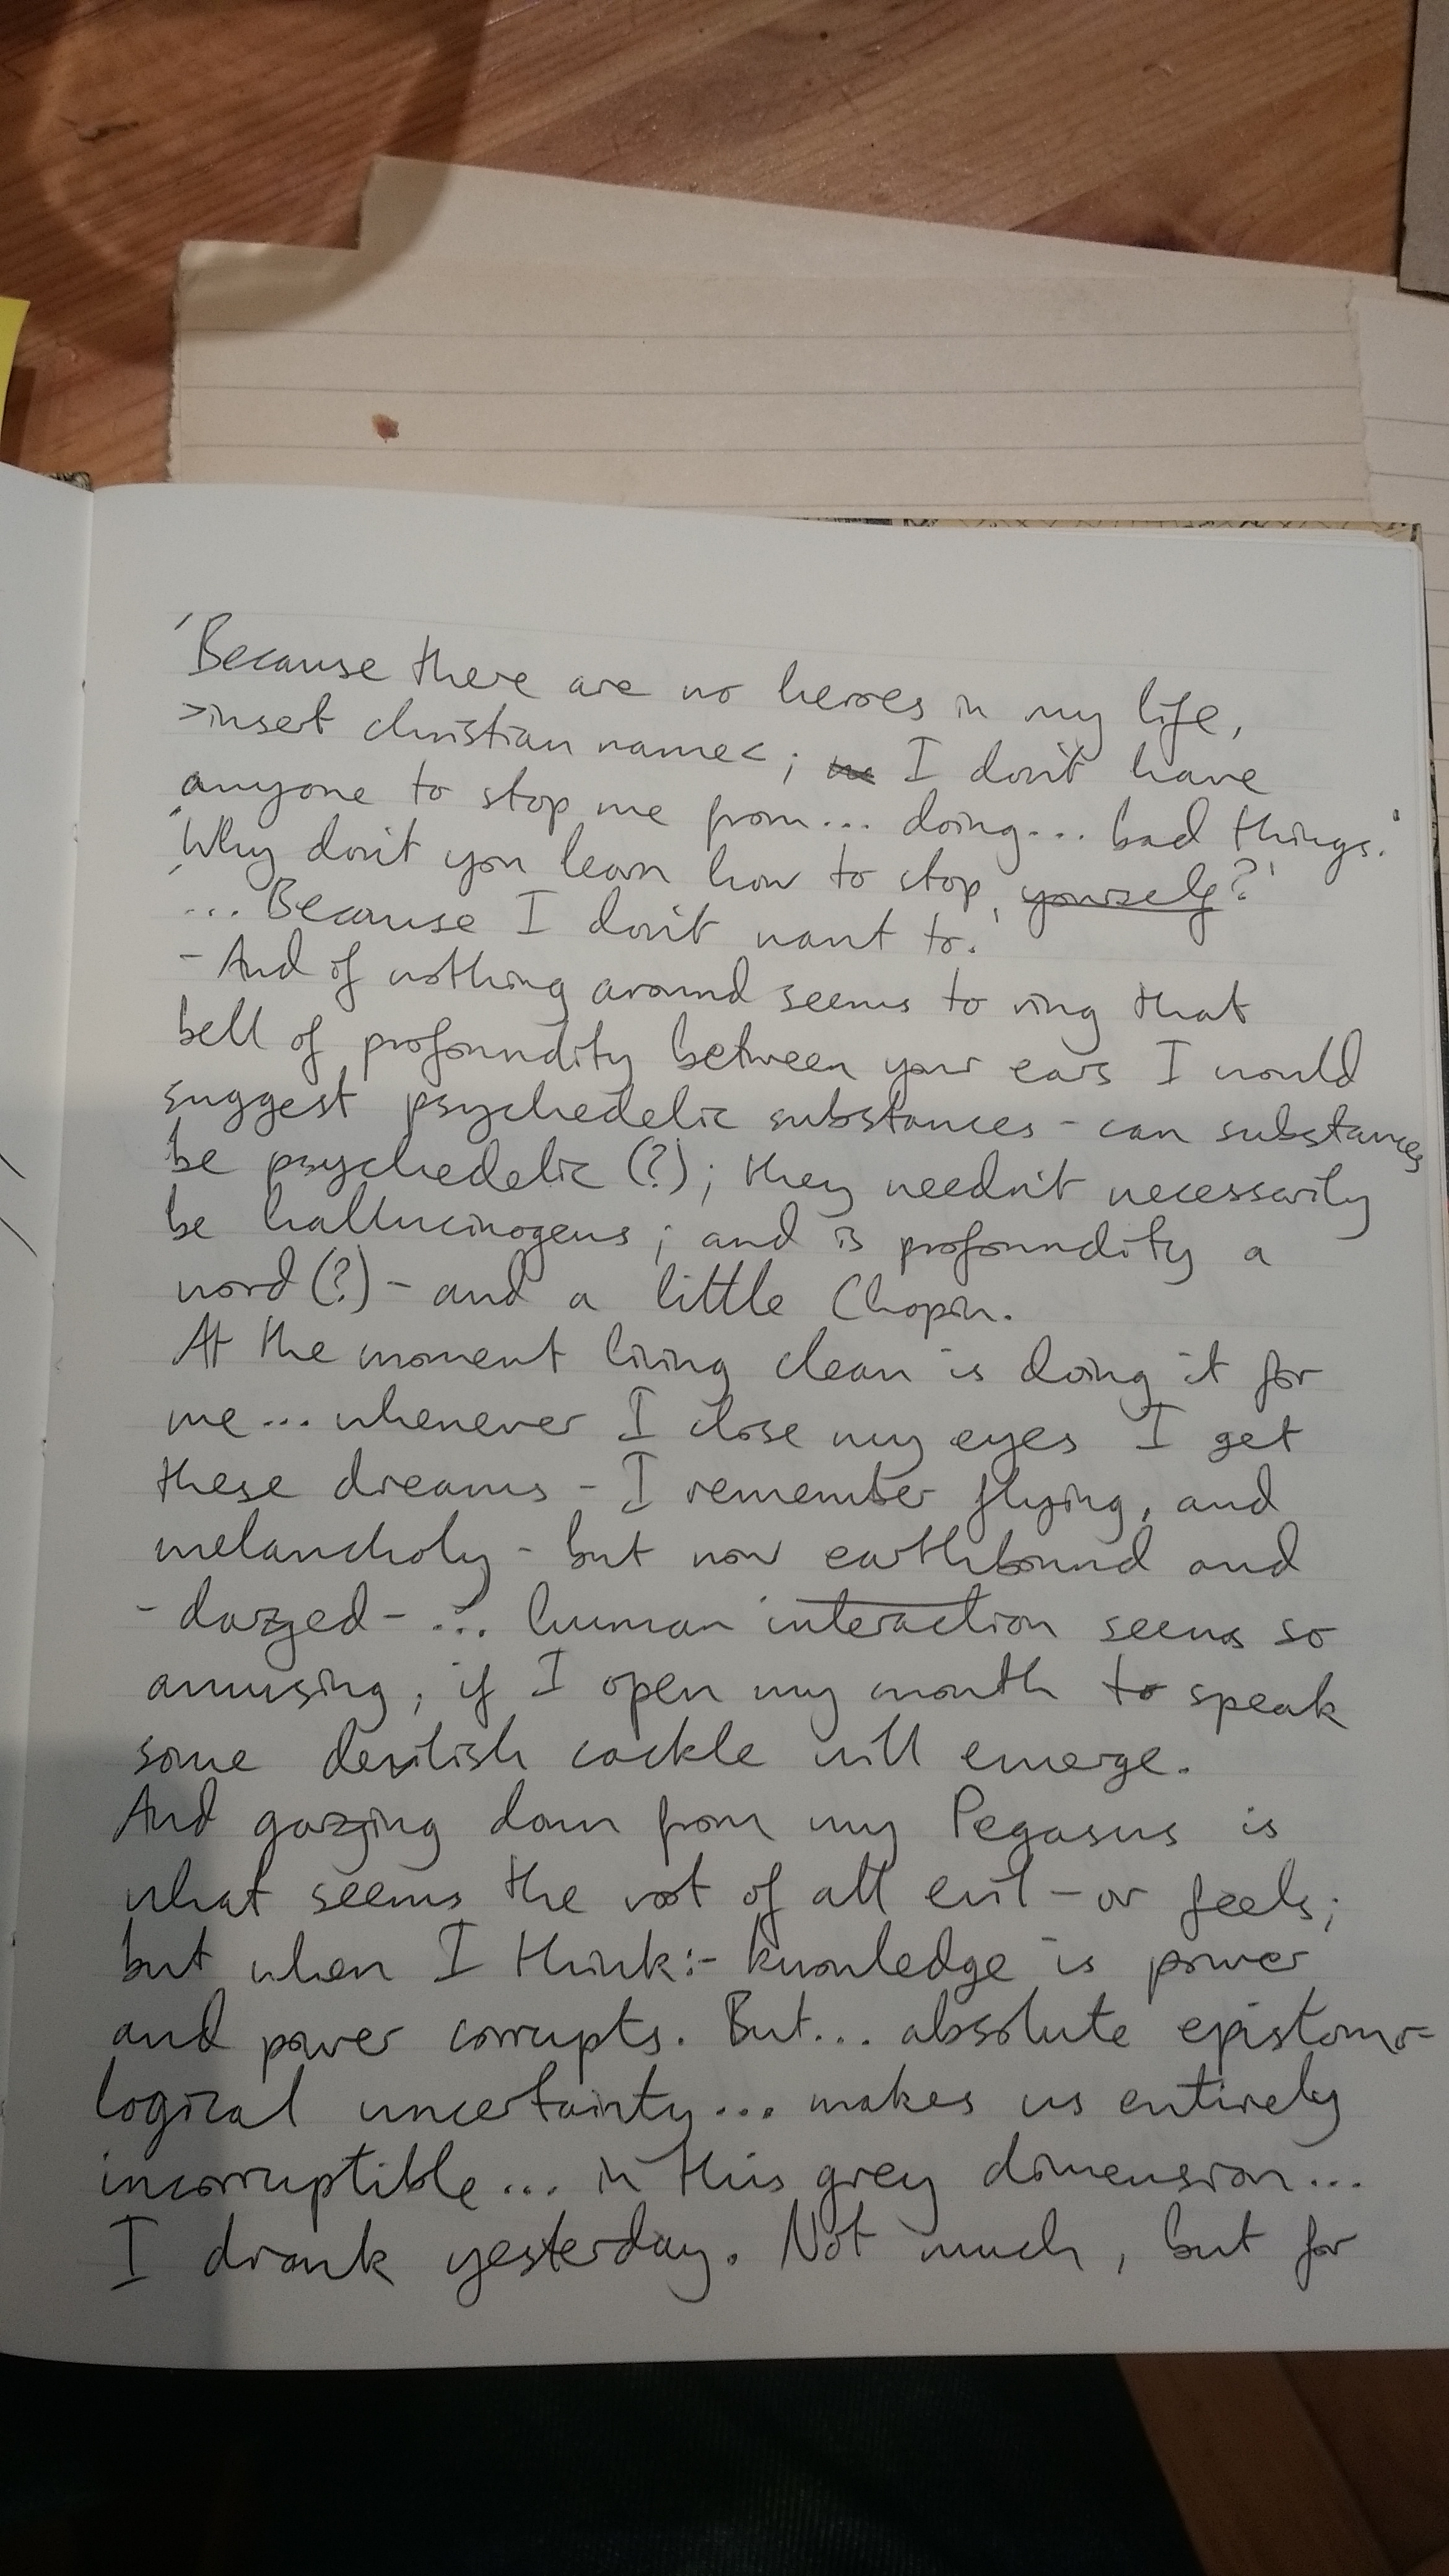 'Because there are no heroes in my life,
>insert christian name< ; I don't have
anyone to stop me from... doing... bad things.'
'Why don't you learn how to stop yourself?'
'... Because I don't want to.'
- And if nothing around seems to ring that
bell of profoundity between your ears I would
suggest psychedelic substances - can substances
be psychedelic (?); they needn't necessarily
be hallucinogens; and is profoundity a
word (?) - and a little Chopin.
At the moment living clean is doing it for
me... whenever I close my eyes I get
these dreams - I remember flying, and
melancholy - but now earthbound and
- dazzed - ... human interaction seems so
amusing, if I open my mouth to speak
some devilish cackle will emerge.
And gazzing down from my Pegasus is
what seems the root of all evil - or feels;
but when I think:- knowledge is power
and power corrupts. But... absolute epistomo-
logical uncertainty... makes us entirely
incorruptible... in this grey dimension...
I drank yesterday. Not much, but for